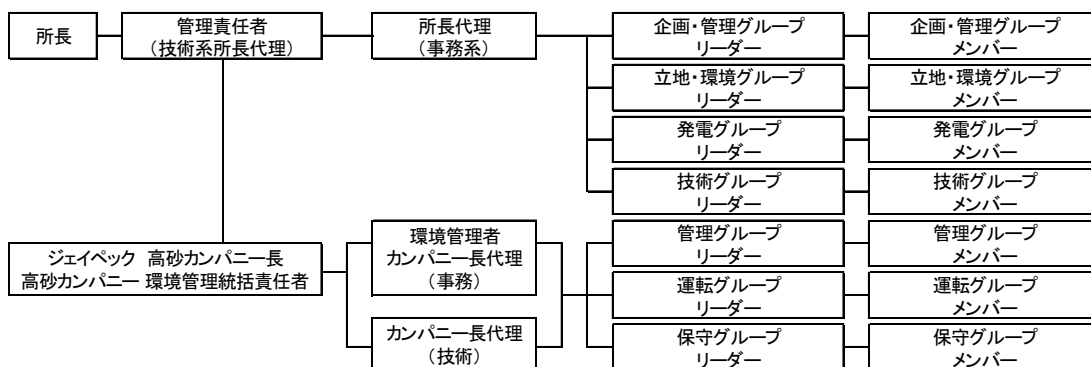 所長
管理責任者
（技術系所長代理）
所長代理
（事務系）
企画・管理グループ
リーダー
企画・管理グループ
メンバー
立地・環境グループ
リーダー
立地・環境グループ
メンバー
発電グループ
リーダー
発電グループ
メンバー
技術グループ
リーダー
技術グループ
メンバー
ジェイペック 高砂カンパニー長
高砂カンパニー 環境管理統括責任者
環境管理者
カンパニー長代理
（事務）
カンパニー長代理
（技術）
管理グループ
リーダー
管理グループ
メンバー
運転グループ
リーダー
運転グループ
メンバー
保守グループ
リーダー
保守グループ
メンバー